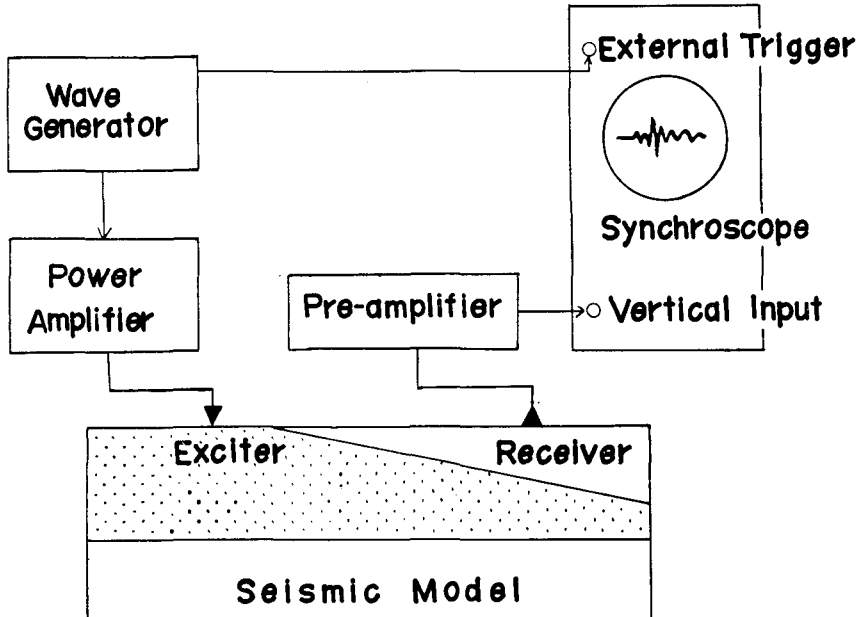 External Trigger
Wave
Generator
Synchroscope
Power
Amplifier
Pre-amplifier
Vertical Input
Exciter
Receiver
Seismic Model